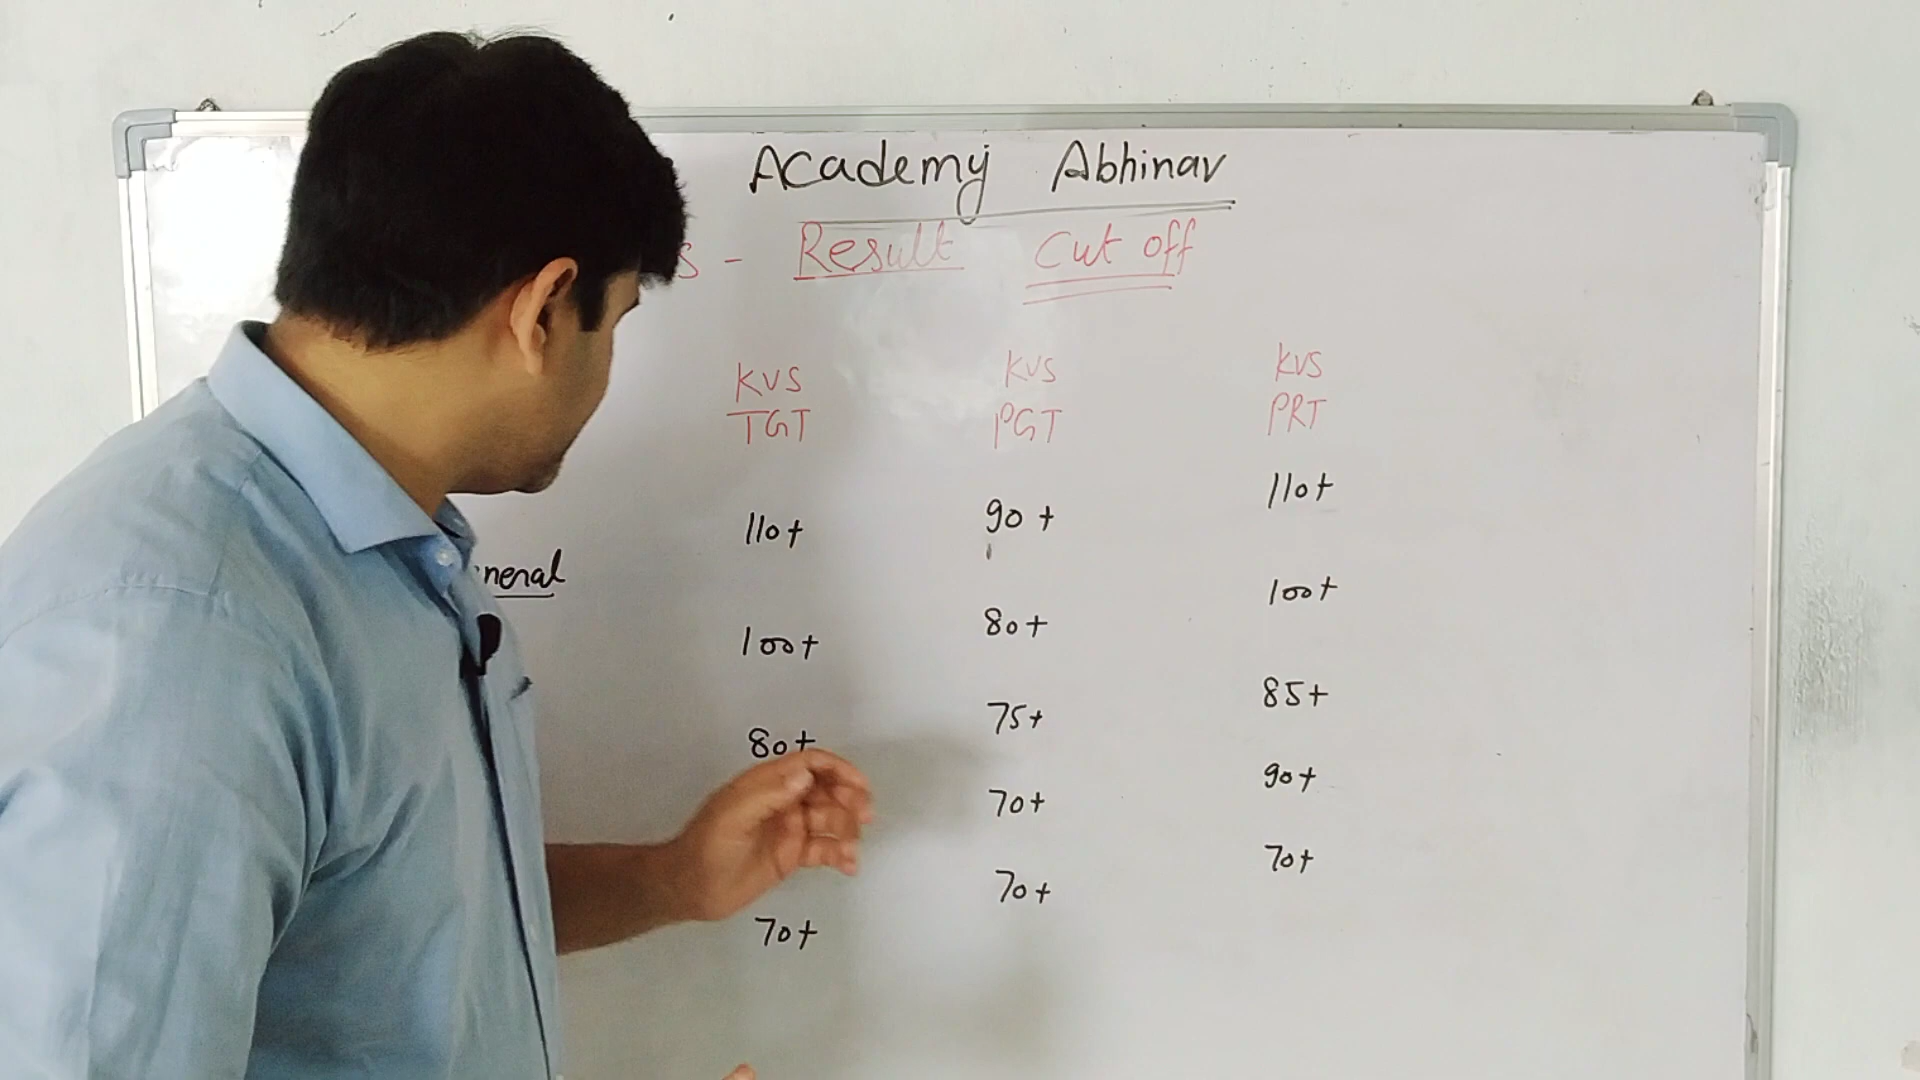 Academy Abhinav
s - Result Cut off
KVS KVS KVS
TGT PGT PRT
110+ 90+ 110+
neral
100+ 80+ 100+
80+ 75+ 85+
70+ 90+
70+ 70+ 70+